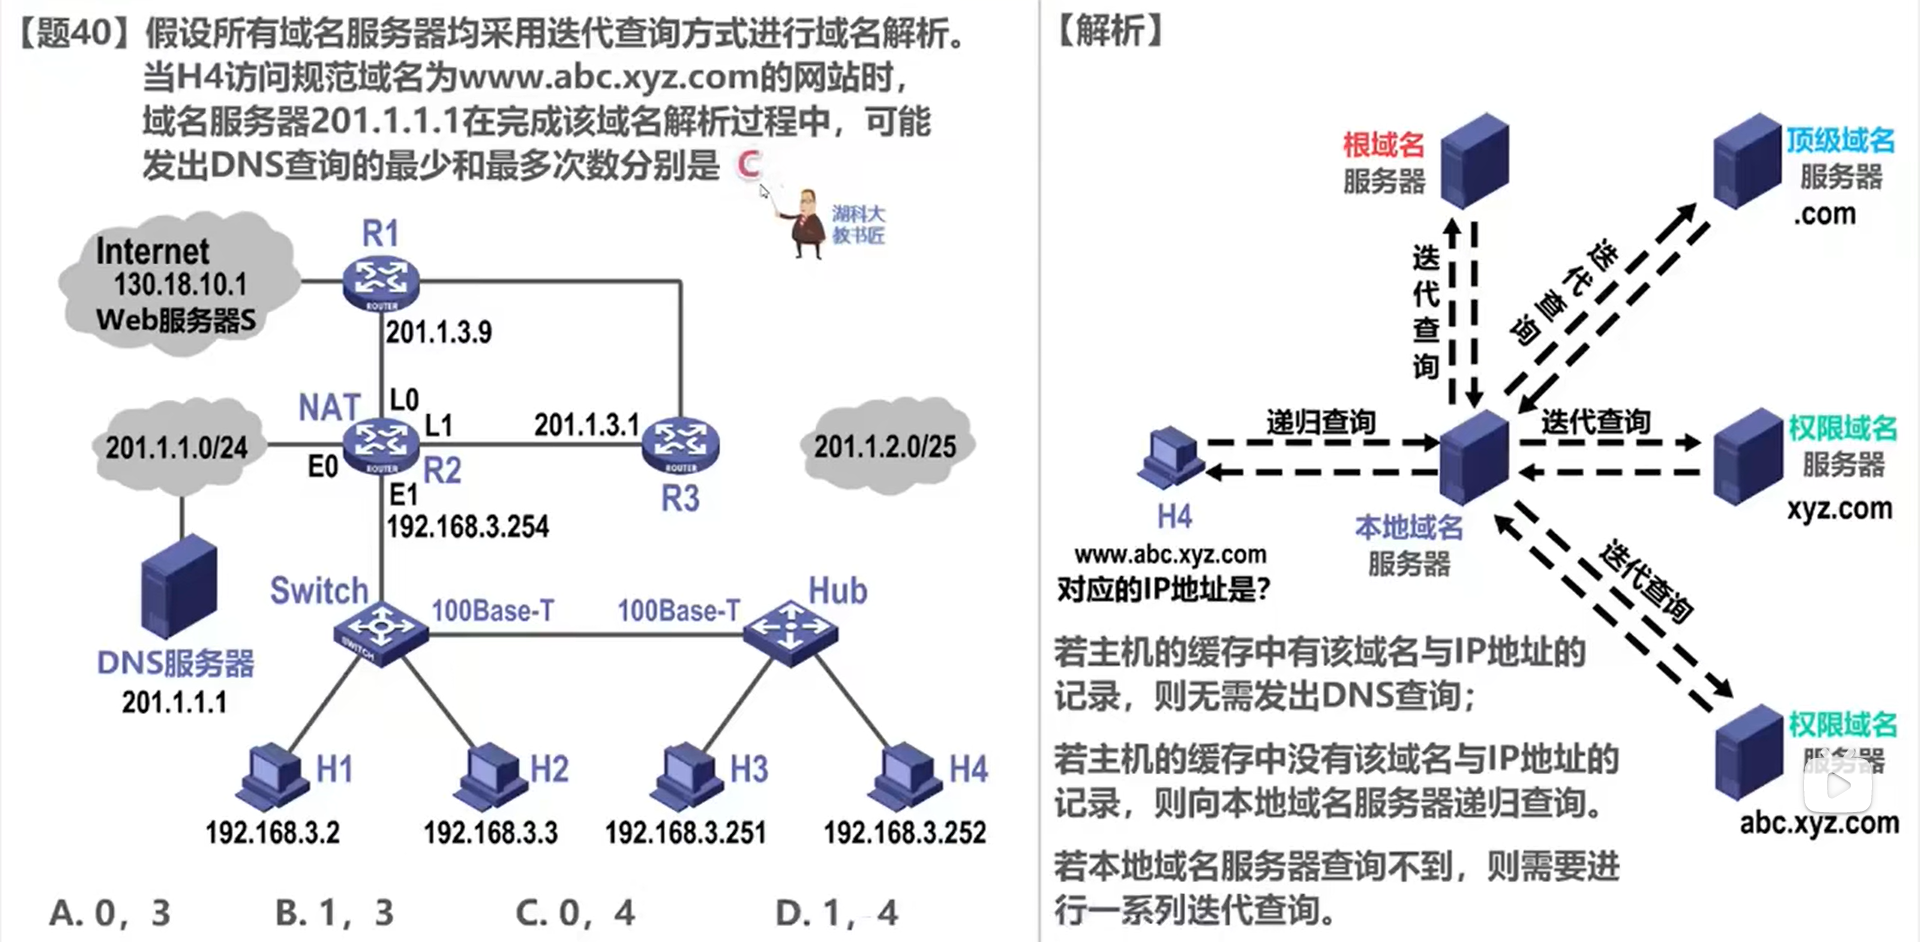 【题40】假设所有域名服务器均采用迭代查询方式进行域名解析。
当H4访问规范域名为www.abc.xyz.com的网站时，
域名服务器201.1.1.1在完成该域名解析过程中，可能
发出DNS查询的最少和最多次数分别是 C
湖科大
教书匠
R1
Internet
130.18.10.1
Web服务器S
ROUTER
201.1.3.9
NAT
L0
L1
201.1.3.1
201.1.1.0/24
E0
ROUTER
R2
ROUTER
R3
201.1.2.0/25
E1
192.168.3.254
DNS服务器
201.1.1.1
Switch
100Base-T
100Base-T
Hub
SWITCH
H1
H2
H3
H4
192.168.3.2
192.168.3.3
192.168.3.251
192.168.3.252
A. 0，3
B. 1，3
C. 0，4
D. 1，4
【解析】
根域名
服务器
顶级域名
服务器
.com
迭代查询
迭代查询
递归查询
迭代查询
权限域名
服务器
xyz.com
H4
本地域名
服务器
www.abc.xyz.com
对应的IP地址是?
迭代查询
权限域名
服务器
abc.xyz.com
若主机的缓存中有该域名与IP地址的
记录，则无需发出DNS查询；
若主机的缓存中没有该域名与IP地址的
记录，则向本地域名服务器递归查询。
若本地域名服务器查询不到，则需要进
行一系列迭代查询。